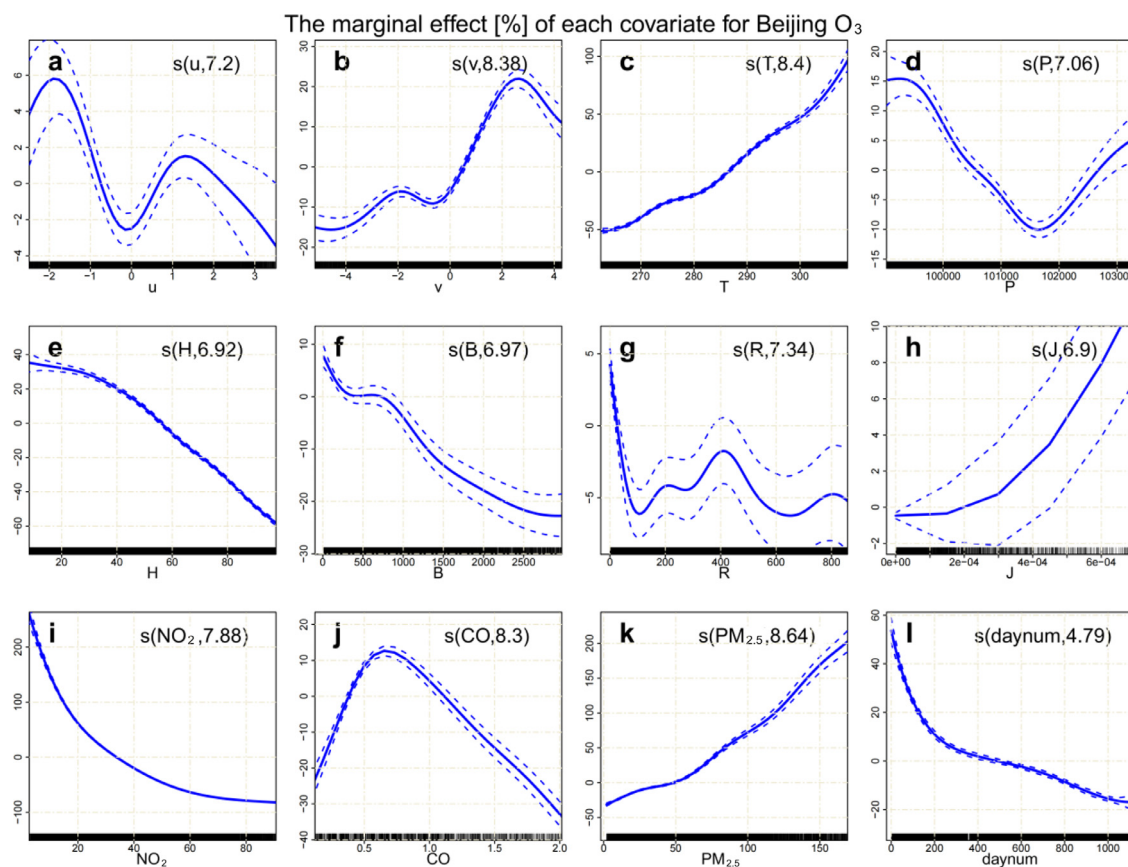 The marginal effect [%] of each covariate for Beijing O₃
a s(u,7.2)
-4 -2 0 2 4 6
-2 -1 0 1 2 3
u
b s(v,8.38)
-20 -10 0 10 20 30
-4 -2 0 2 4
v
c s(T,8.4)
-50 0 50 100
270 280 290 300
T
d s(P,7.06)
-15 -10 -5 0 5 10 15 20
100000 101000 102000 10300
P
e s(H,6.92)
-60 -40 -20 0 20 40
20 40 60 80
H
f s(B,6.97)
-30 -20 -10 0 10
0 500 1000 1500 2000 2500
B
g s(R,7.34)
-5 0 5
0 200 400 600 800
R
h s(J,6.9)
-2 0 2 4 6 8 10
0e+00 2e-04 4e-04 6e-04
J
i s(NO₂,7.88)
-100 0 100 200
20 40 60 80
NO₂
j s(CO,8.3)
-40 -30 -20 -10 0 10 20 30
0.5 1.0 1.5 2.0
CO
k s(PM₂.₅,8.64)
-50 0 50 100 150 200
0 50 100 150
PM₂.₅
l s(daynum,4.79)
-20 0 20 40 60
0 200 400 600 800 1000
daynum